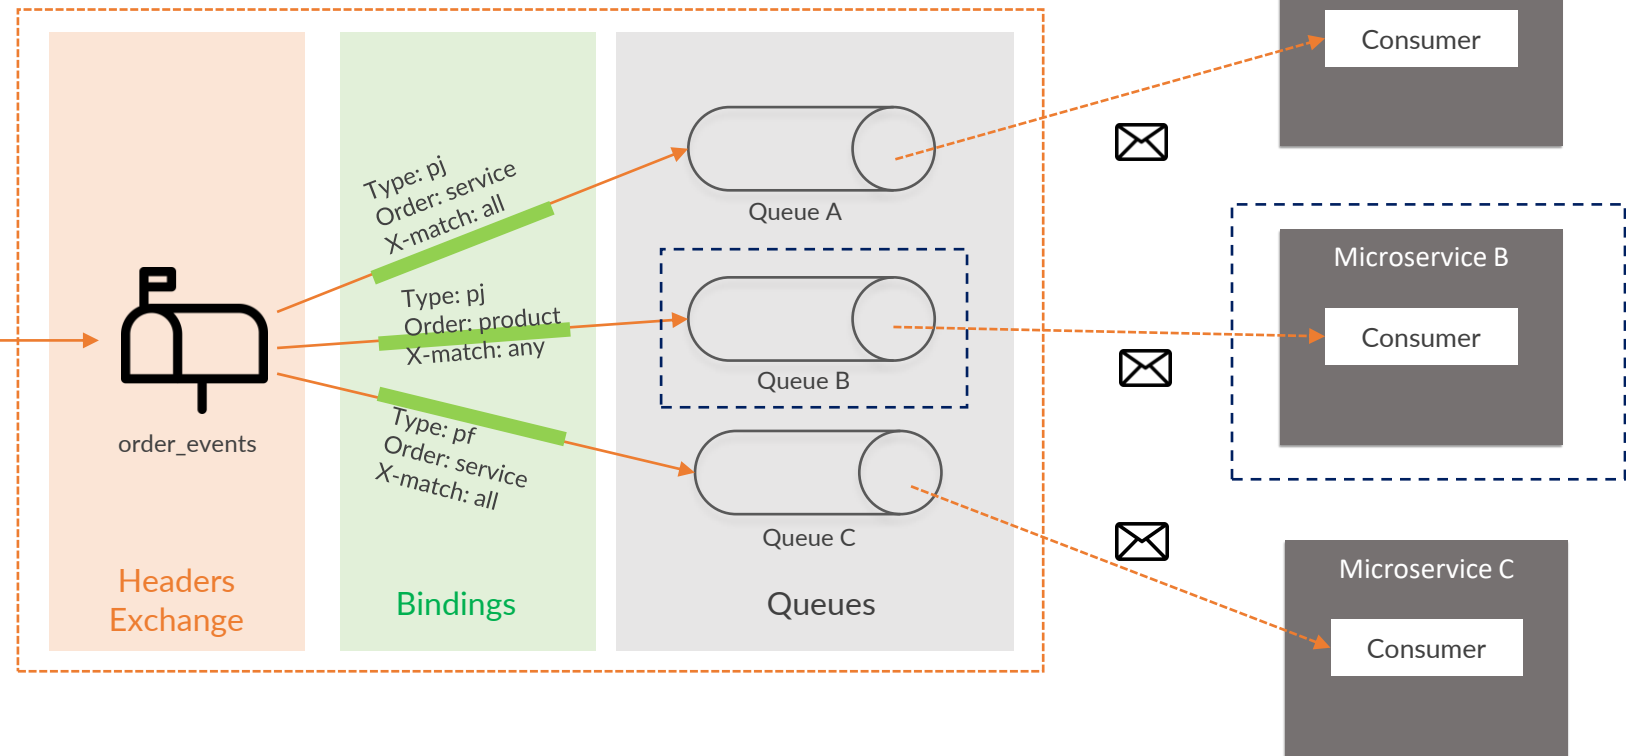 order_events
Headers
Exchange
Type: pj
Order: service
X-match: all
Type: pj
Order: product
X-match: any
Type: pf
Order: service
X-match: all
Bindings
Queue A
Queue B
Queue C
Queues
Consumer
Microservice B
Consumer
Microservice C
Consumer